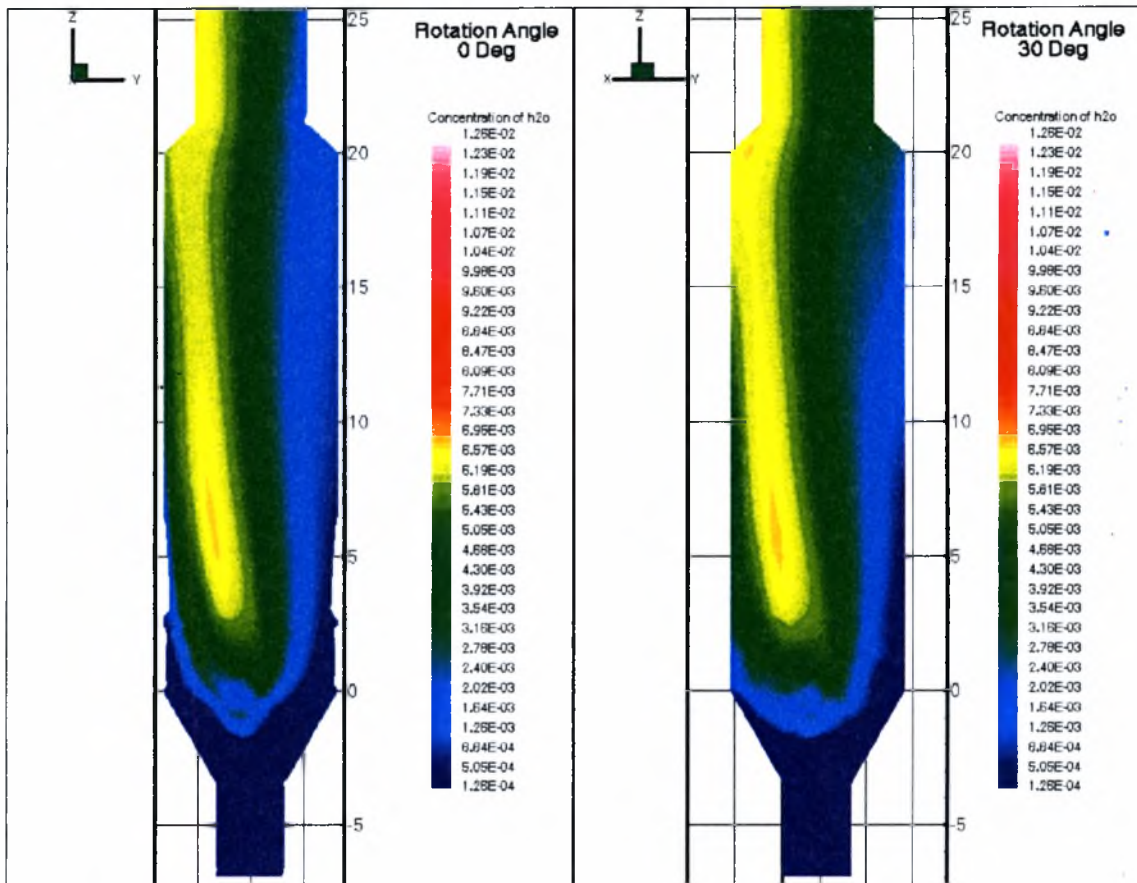 Z
X
Y
Rotation Angle
0 Deg
Concentration of h2o
1.26E-02
1.23E-02
1.19E-02
1.15E-02
1.11E-02
1.07E-02
1.04E-02
9.98E-03
9.60E-03
9.22E-03
8.84E-03
8.47E-03
8.09E-03
7.71E-03
7.33E-03
6.95E-03
6.57E-03
6.19E-03
5.81E-03
5.43E-03
5.05E-03
4.68E-03
4.30E-03
3.92E-03
3.54E-03
3.16E-03
2.78E-03
2.40E-03
2.02E-03
1.64E-03
1.26E-03
8.84E-04
5.05E-04
1.26E-04
25
20
15
10
5
0
-5
Z
X
Y
Rotation Angle
30 Deg
Concentration of h2o
1.26E-02
1.23E-02
1.19E-02
1.15E-02
1.11E-02
1.07E-02
1.04E-02
9.98E-03
9.60E-03
9.22E-03
8.84E-03
8.47E-03
8.09E-03
7.71E-03
7.33E-03
6.95E-03
6.57E-03
6.19E-03
5.81E-03
5.43E-03
5.05E-03
4.68E-03
4.30E-03
3.92E-03
3.54E-03
3.16E-03
2.78E-03
2.40E-03
2.02E-03
1.64E-03
1.26E-03
8.84E-04
5.05E-04
1.26E-04
25
20
15
10
5
0
-5